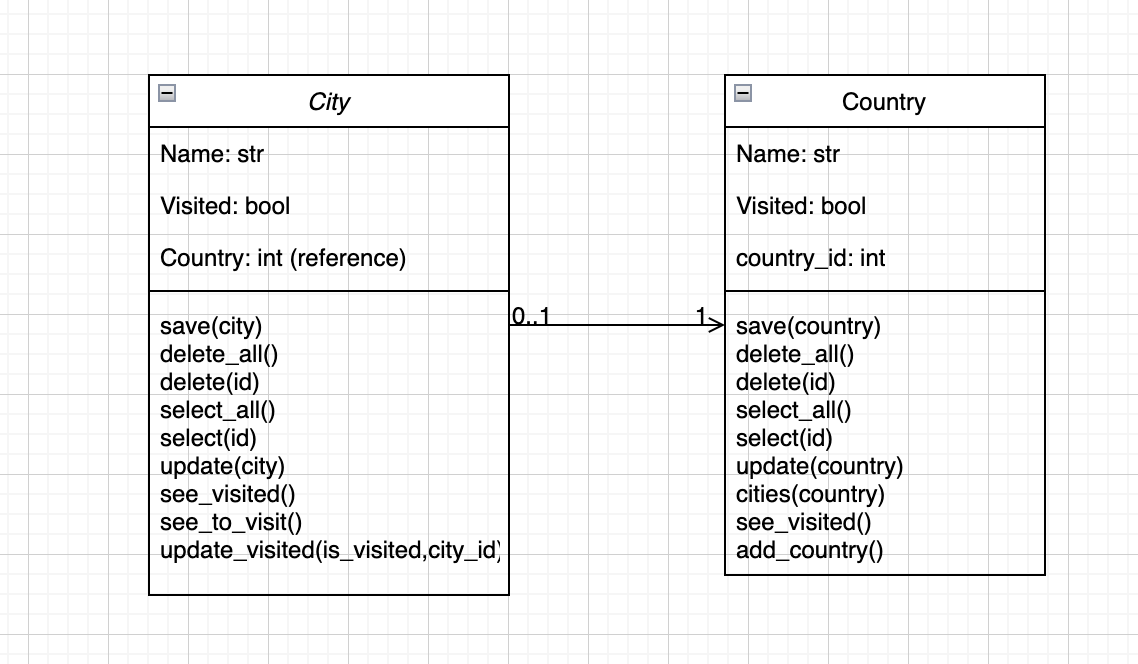 City
Name: str
Visited: bool
Country: int (reference)
save(city)
delete_all()
delete(id)
select_all()
select(id)
update(city)
see_visited()
see_to_visit()
update_visited(is_visited,city_id)
0..1
1
Country
Name: str
Visited: bool
country_id: int
save(country)
delete_all()
delete(id)
select_all()
select(id)
update(country)
cities(country)
see_visited()
add_country()